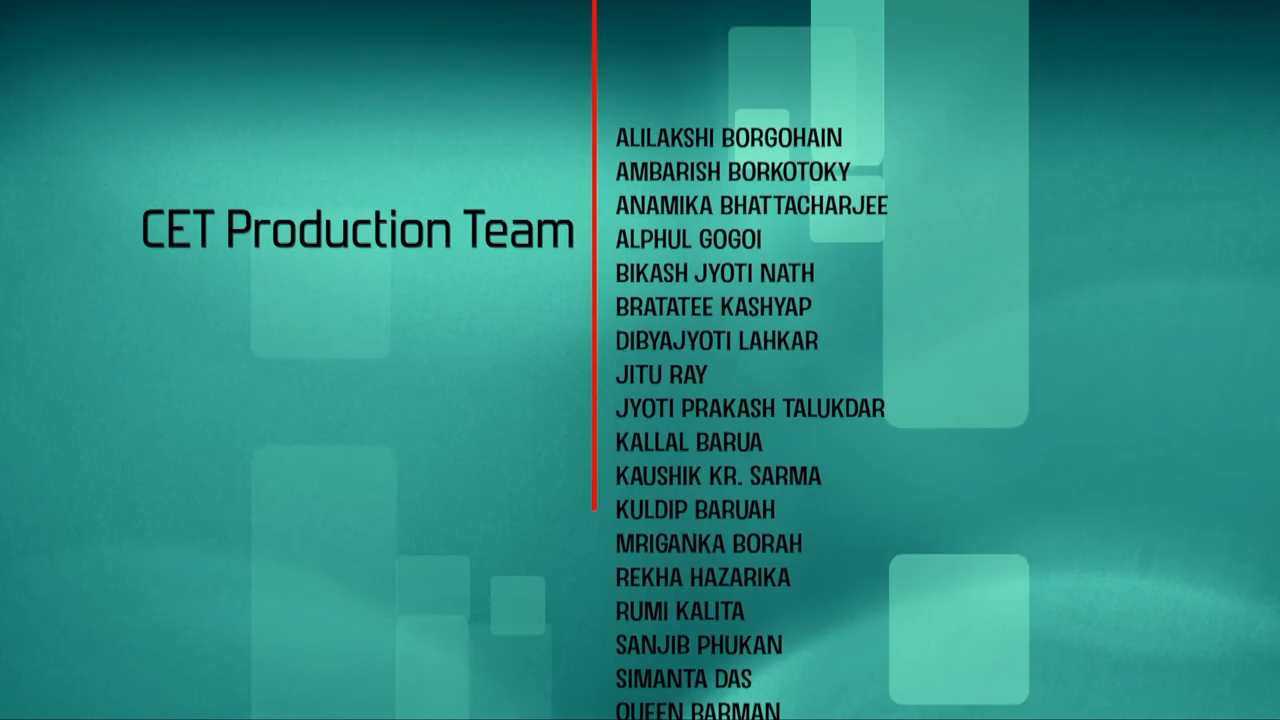 CET Production Team
ALILAKSHI BORGOHAIN
AMBARISH BORKOTOKY
ANAMIKA BHATTACHARJEE
ALPHUL GOGOI
BIKASH JYOTI NATH
BRATATEE KASHYAP
DIBYAJYOTI LAHKAR
JITU RAY
JYOTI PRAKASH TALUKDAR
KALLAL BARUA
KAUSHIK KR. SARMA
KULDIP BARUAH
MRIGANKA BORAH
REKHA HAZARIKA
RUMI KALITA
SANJIB PHUKAN
SIMANTA DAS
QUEEN BARMAN